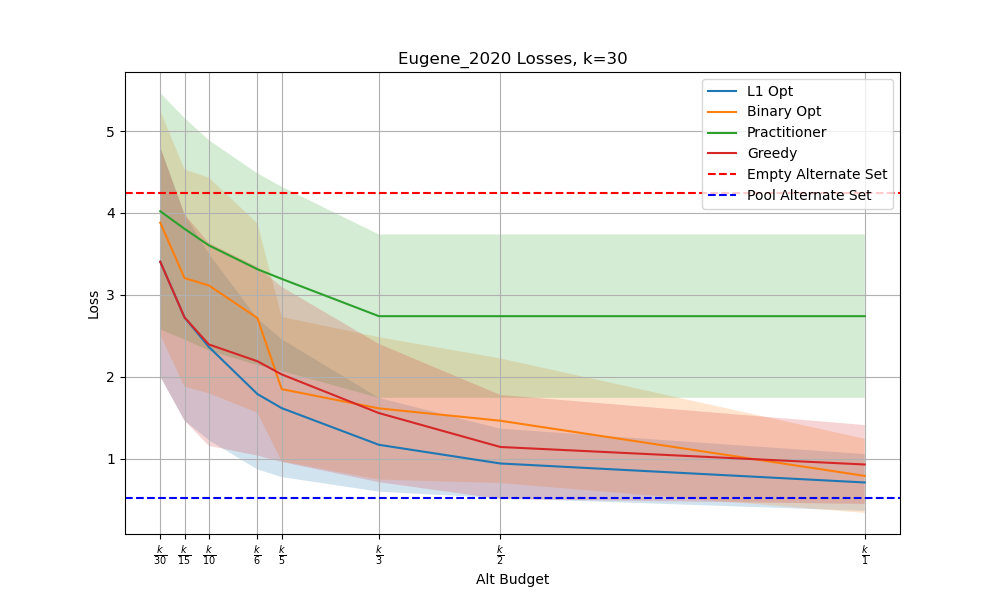 Eugene_2020 Losses, k=30
L1 Opt
Binary Opt
Practitioner
Greedy
Empty Alternate Set
Pool Alternate Set
Loss
5
4
3
2
1
k/30 k/15 k/10 k/6 k/5 k/3 k/2 k/1
Alt Budget